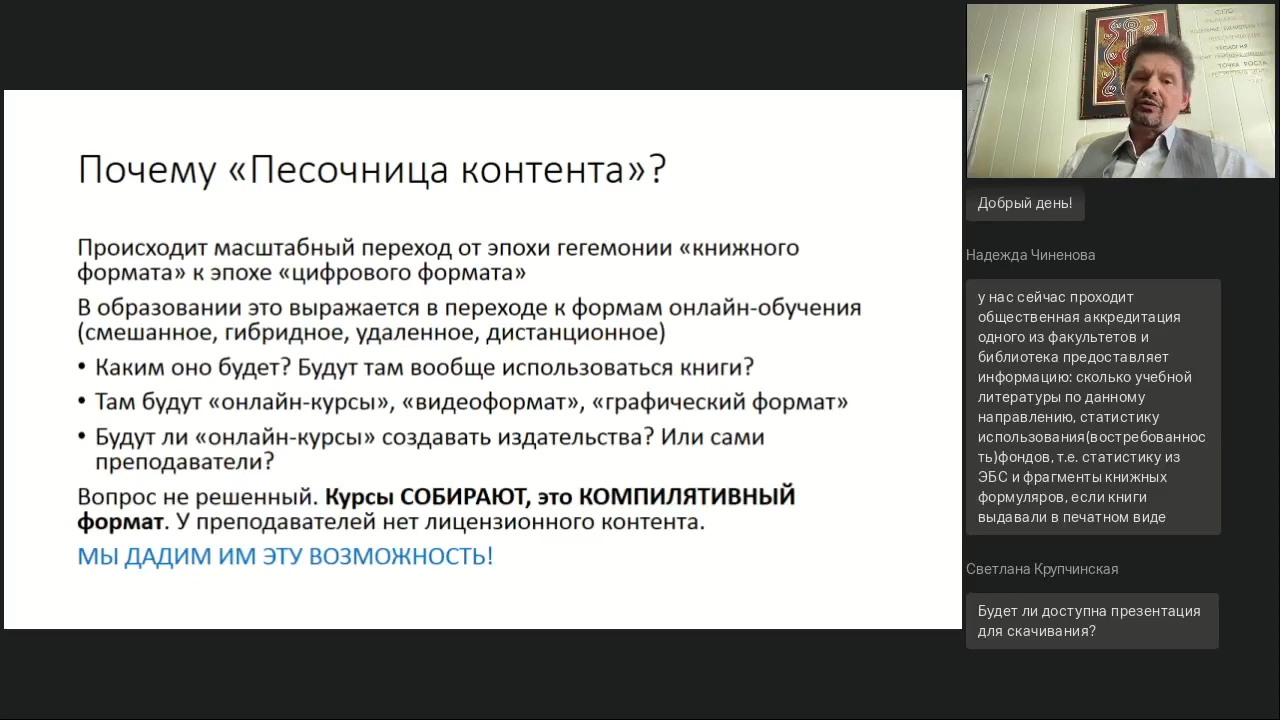 Почему «Песочница контента»?
Происходит масштабный переход от эпохи гегемонии «книжного
формата» к эпохе «цифрового формата»
В образовании это выражается в переходе к формам онлайн-обучения
(смешанное, гибридное, удаленное, дистанционное)
• Каким оно будет? Будут там вообще использоваться книги?
• Там будут «онлайн-курсы», «видеоформат», «графический формат»
• Будут ли «онлайн-курсы» создавать издательства? Или сами
преподаватели?
Вопрос не решенный. Курсы СОБИРАЮТ, это КОМПИЛЯТИВНЫЙ
формат. У преподавателей нет лицензионного контента.
МЫ ДАДИМ ИМ ЭТУ ВОЗМОЖНОСТЬ!
ТЕОЛОГИЯ
ТОЧКА РОСТА
Добрый день!
Надежда Чиненова
у нас сейчас проходит
общественная аккредитация
одного из факультетов и
библиотека предоставляет
информацию: сколько учебной
литературы по данному
направлению, статистику
использования(востребованнос
ть)фондов, т.е. статистику из
ЭБС и фрагменты книжных
формуляров, если книги
выдавали в печатном виде
Светлана Крупчинская
Будет ли доступна презентация
для скачивания?